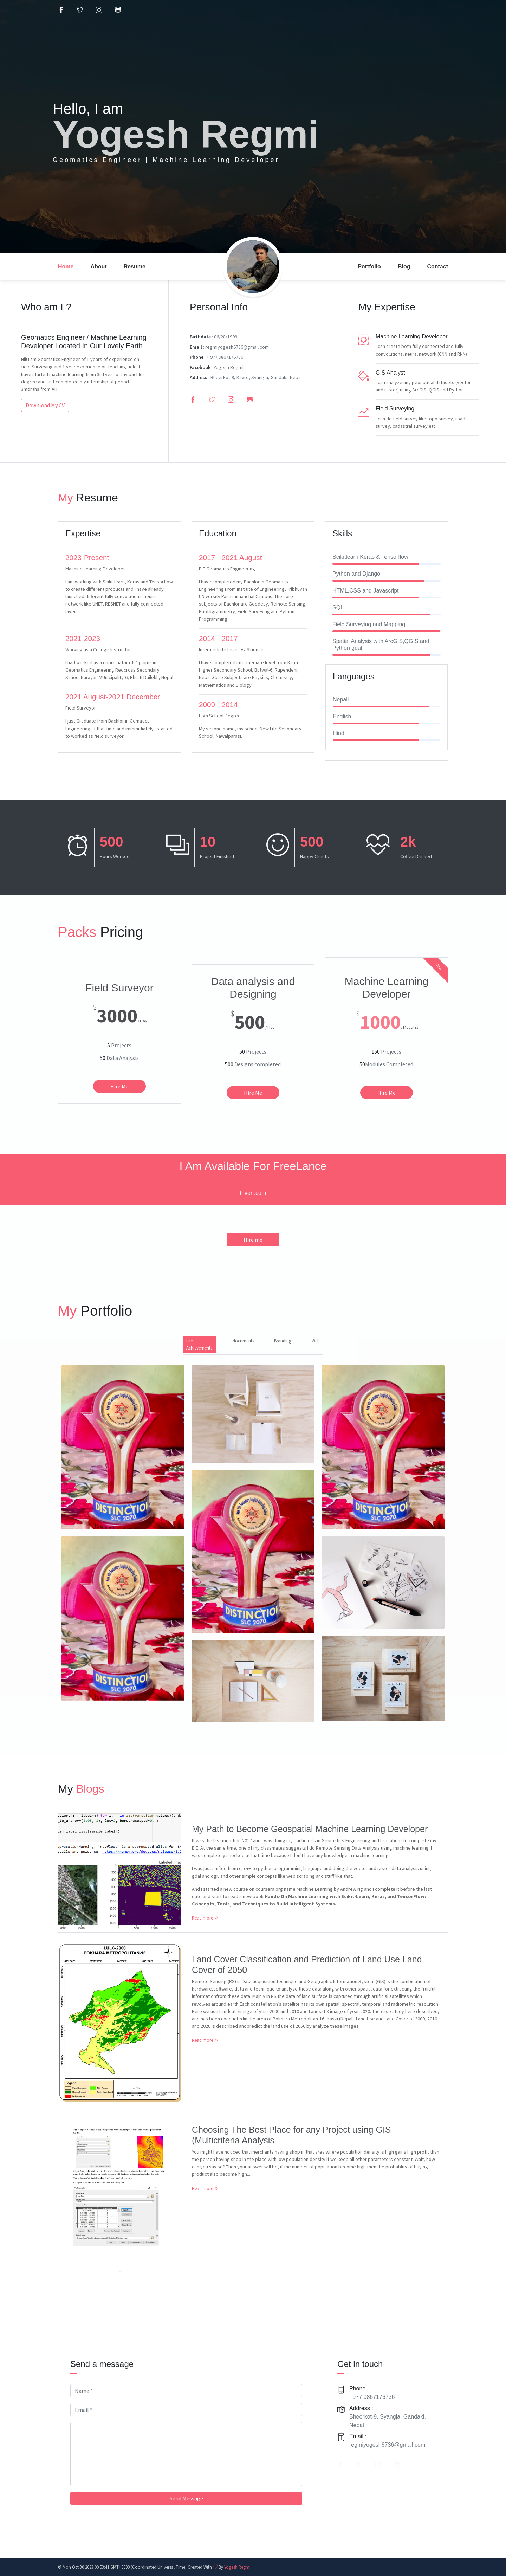 Hello, I am
Yogesh Regmi
Geomatics Engineer | Machine Learning Developer
Home
About
Resume
Portfolio
Blog
Contact
Who am I ?
Geomatics Engineer / Machine Learning
Developer Located In Our Lovely Earth
Hi! I am Geomatics Engineer of 1 years of experience on
field Surveying and 1 year experience on teaching field. I
have started machine learning from 1st year of my bachlor
degree and just completed my internship of period
3months from AIT.
Download My CV
Personal Info
Birthdate : 06/28/1999
Email : regmiyogesh6736@gmail.com
Phone : + 977 9867176736
Facebook : Yogesh Regmi
Address : Bheerkot-9, Kavre, Syangja, Gandaki, Nepal
My Expertise
Machine Learning Developer
I can create both fully connected and fully
convolutional neural network (CNN and RNN)
GIS Analyst
I can analyze any geospatial datasets (vector
and raster) using ArcGIS, QGIS and Python
Field Surveying
I can do field survey like topo survey, road
survey, cadastral survey etc.
My Resume
Expertise
2023-Present
Machine Learning Developer
I am working with Scikitlearn, Keras and Tensorflow
to create different products and i have already
launched different fully convolutional neural
network like UNET, RESNET and fully connected
layer
2021-2023
Working as a College Instructor
I had worked as a coordinator of Diploma in
Geomatics Engineering Redcross Secondary
School Narayan MUnicipality-6, Bhurti Dailekh, Nepal
2021 August-2021 December
Field Surveyor
I just Graduate from Bachlor in Gematics
Engineering at that time and immmidiately I started
to worked as field surveyor.
Education
2017 - 2021 August
B.E Geomatics Engineering
I have completed my Bachlor in Geomatics
Engineering from Institite of Engineering, Tribhuvan
UNiversity Paschimanchal Campus. The core
subjects of Bachlor are Geodesy, Remote Sensing,
Photogrammetry, Field Surveying and Python
Programming
2014 - 2017
Intermediate Level: +2 Science
I have completed intermediate level from Kanti
Higher Secondary School, Butwal-6, Rupendehi,
Nepal. Core Subjects are Physics, Chemistry,
Mathematics and Biology
2009 - 2014
High School Degree
My second home, my school New Life Secondary
School, Nawalparasi
Skills
Scikitlearn,Keras & Tensorflow
Python and Django
HTML,CSS and Javascript
SQL
Field Surveying and Mapping
Spatial Analysis with ArcGIS,QGIS and
Python gdal
Languages
Nepali
English
Hindi
500
Hours Worked
10
Project Finished
500
Happy Clients
2k
Coffee Drinked
Packs Pricing
Field Surveyor
$3000/ Day
5 Projects
50 Data Analysis
Hire Me
Data analysis and
Designing
$500/ Hour
50 Projects
500 Designs completed
Hire Me
Machine Learning
Developer
$1000/ Modules
150 Projects
50Modules Completed
Hire Me
I Am Available For FreeLance
Fiverr.com
Hire me
My Portfolio
Life
Achievements
documents
Branding
Web
DISTINCTION
SLC 2070
DISTINCTION
SLC 2070
DISTINCTION
SLC 2070
DISTINCTION
SLC 2070
My Blogs
My Path to Become Geospatial Machine Learning Developer
It was the last month of 2017 and I was doing my bachelor's in Geomatics Engineering and I am about to complete my
B.E. At the same time, one of my classmates suggests I do Remote Sensing Data Analysis using machine learning. I
was completely shocked at that time because I don't have any knowledge in Machine Learning.
I was just shifted from c, c++ to python programming language and doing the vector and raster data analysis using
gdal and ogr, and other simple concepts like web scraping and stuff like that.
And I started a new course on coursera.org name Machine Learning by Andrew Ng and I completed it before the last
date and start to read a new book Hands-On Machine Learning with Scikit-Learn, Keras, and TensorFlow:
Concepts, Tools, and Techniques to Build Intelligent Systems.
Read more
LULC-2009
POKHARA METROPOLITAN-16
Land Cover Classification and Prediction of Land Use Land
Cover of 2050
Remote Sensing (RS) is Data acquisition technique and Geographic Information System (GIS) is the combination of
hardware,software, data and technique to analyze these data along with other spatial data for extracting the fruitful
informationfrom these data. Mainly in RS the data of land surface is captured through artificial satellites which
revolves around earth.Each constellation's satellite has its own spatial, spectral, temporal and radiometric resolution.
Here we use Landsat 7image of year 2000 and 2010 and Landsat 8 image of year 2020. The case study here described,
and has been conductedin the area of Pokhara Metropolitan 16, Kaski (Nepal). Land Use and Land Cover of 2000, 2010
and 2020 is described andpredict the land use of 2050 by analyze these images.
Read more
Choosing The Best Place for any Project using GIS
(Multicriteria Analysis
You might have noticed that merchants having shop in that area where population density is high gains high profit than
the person having shop in the place with low population density if we keep all other parameters constant. Wait, how
can you say so? Then your answer will be, if the number of population become high then the probability of buying
product also become high....
Read more
Send a message
Name *
Email *
Send Message
Get in touch
Phone :
+977 9867176736
Address :
Bheerkot-9, Syangja, Gandaki,
Nepal
Email :
regmiyogesh6736@gmail.com
© Mon Oct 30 2023 00:53:41 GMT+0000 (Coordinated Universal Time) Created With ♡ By Yogesh Regmi